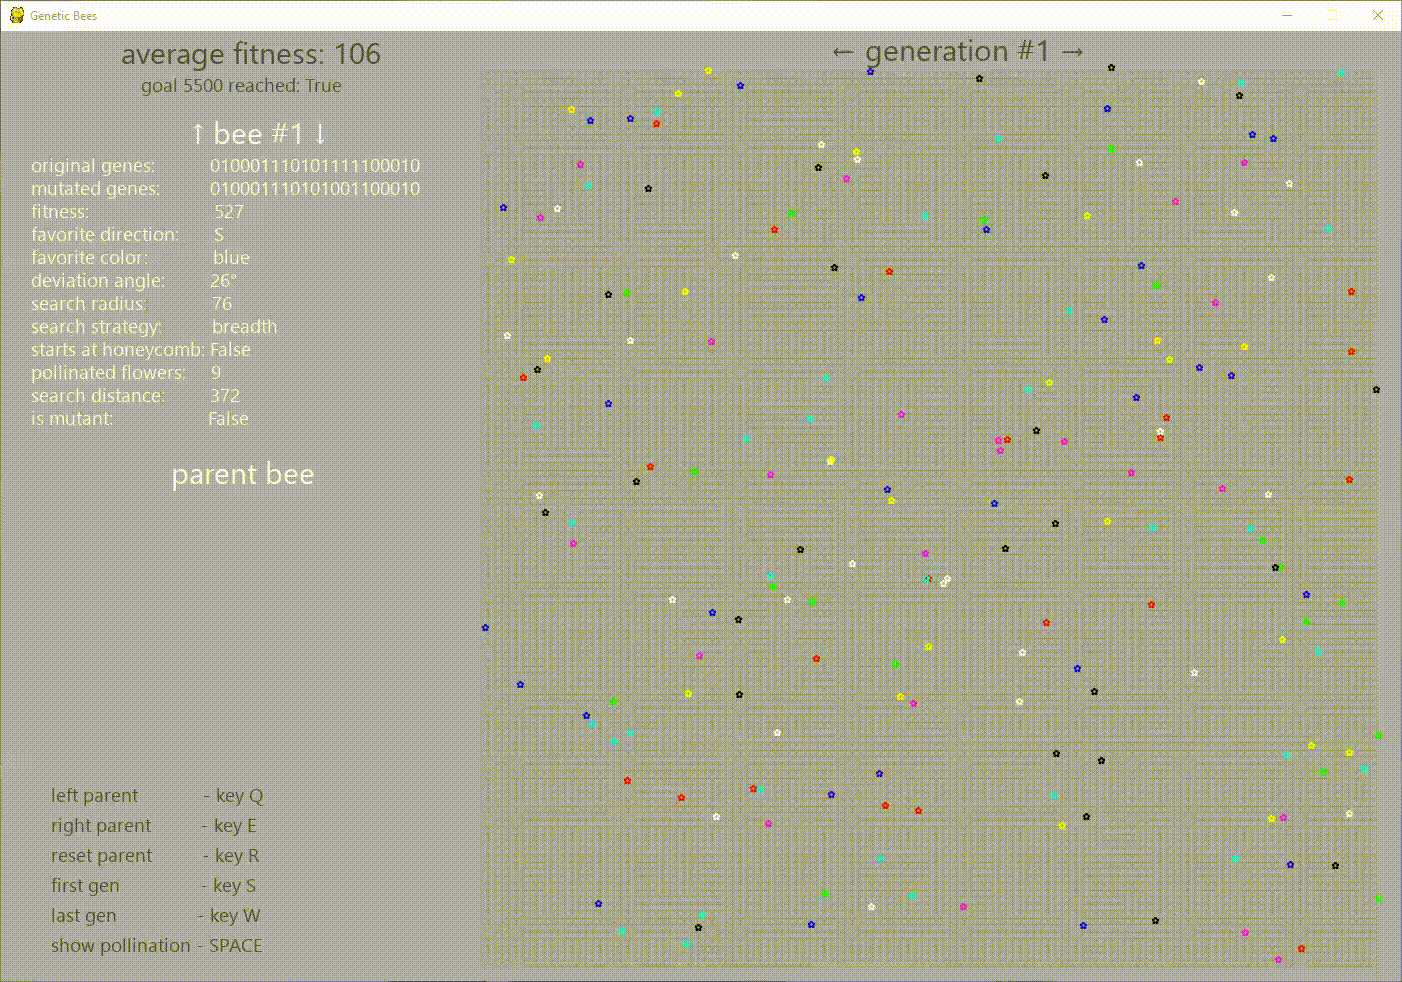 Genetic Bees
average fitness: 106
goal 5500 reached: True
← generation #1 →
↑ bee #1 ↓
original genes: 010001110101111100010
mutated genes: 010001110101001100010
fitness: 527
favorite direction: S
favorite color: blue
deviation angle: 26°
search radius: 76
search strategy: breadth
starts at honeycomb: False
pollinated flowers: 9
search distance: 372
is mutant: False
parent bee
left parent - key Q
right parent - key E
reset parent - key R
first gen - key S
last gen - key W
show pollination - SPACE